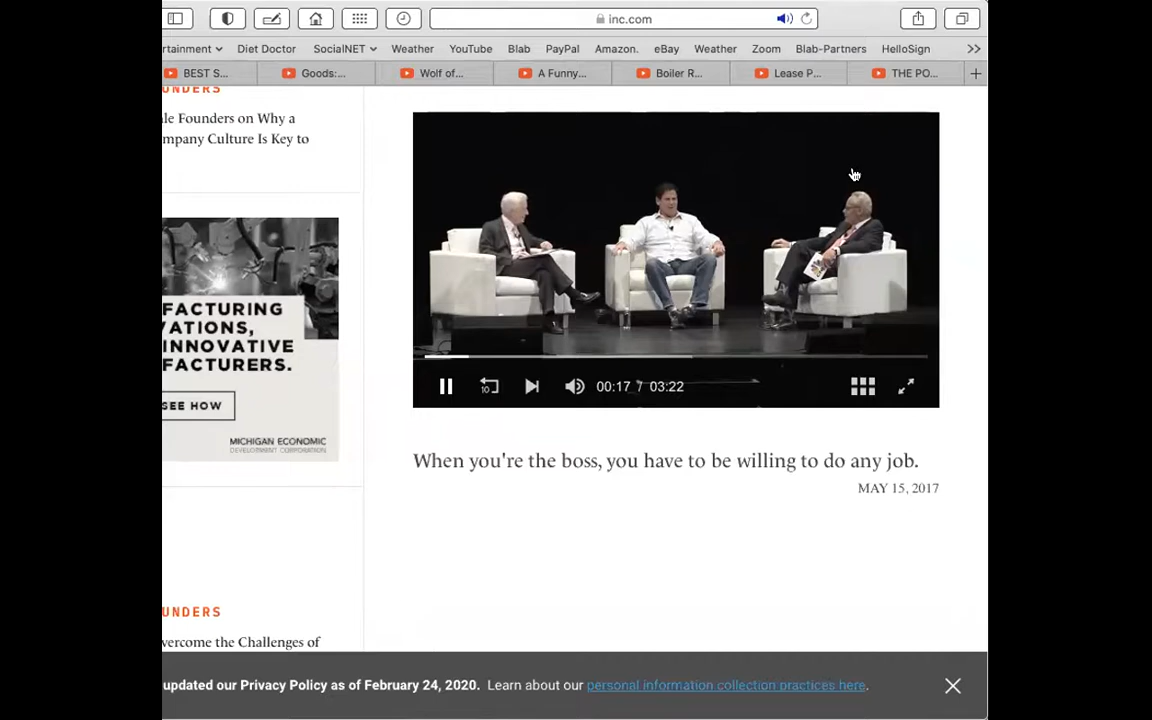 inc.com
rtainment Diet Doctor SocialNET Weather YouTube Blab PayPal Amazon. eBay Weather Zoom Blab-Partners HelloSign >>
BEST S... Goods:... Wolf of... A Funny... Boiler R... Lease P... THE PO... +
UNDERS
le Founders on Why a
mpany Culture Is Key to
FACTURING
VATIONS,
INNOVATIVE
FACTURERS.
SEE HOW
MICHIGAN ECONOMIC
DEVELOPMENT CORPORATION
10
00:17 / 03:22
When you're the boss, you have to be willing to do any job.
MAY 15, 2017
UNDERS
vercome the Challenges of
updated our Privacy Policy as of February 24, 2020. Learn about our personal information collection practices here.